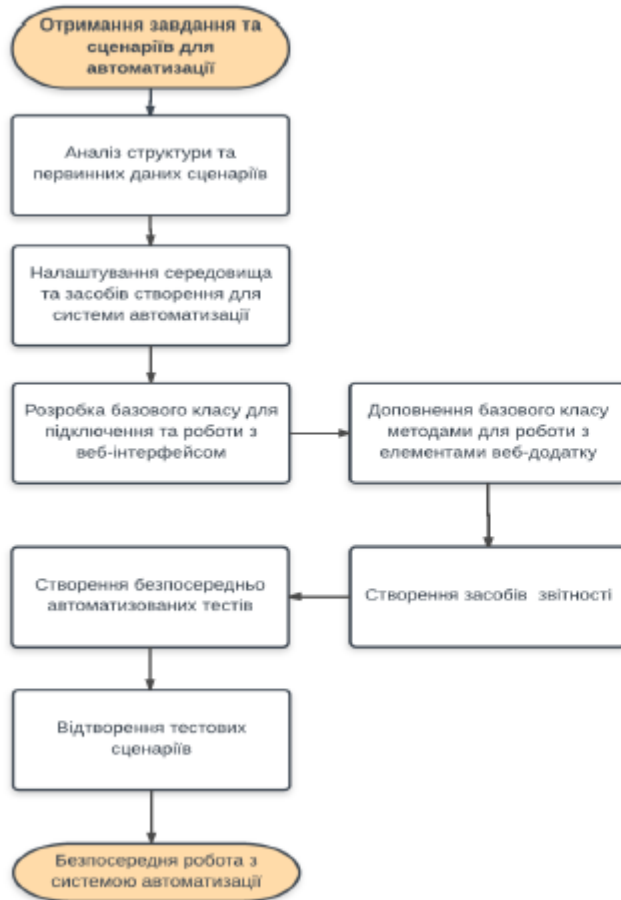 Отримання завдання та
сценаріїв для
автоматизації
Аналіз структури та
первинних даних сценаріїв
Налаштування середовища
та засобів створення для
системи автоматизації
Розробка базового класу для
підключення та роботи з
веб-інтерфейсом
Доповнення базового класу
методами для роботи з
елементами веб-додатку
Створення засобів звітності
Створення безпосередньо
автоматизованих тестів
Відтворення тестових
сценаріїв
Безпосередня робота з
системою автоматизації